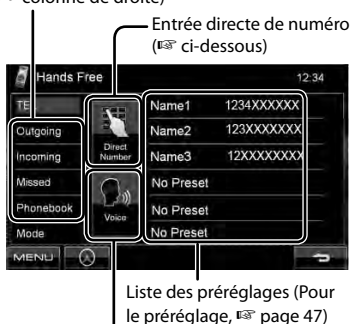 colonne de droite)
Entrée directe de numéro
(☞ ci-dessous)
Hands Free 12:34
TEL
Direct Number
Voice
Outgoing
Incoming
Missed
Phonebook
Mode
Name1 1234XXXXXX
Name2 123XXXXXXX
Name3 12XXXXXXXX
No Preset
No Preset
No Preset
MENU
Liste des préréglages (Pour
le préréglage, ☞ page 47)